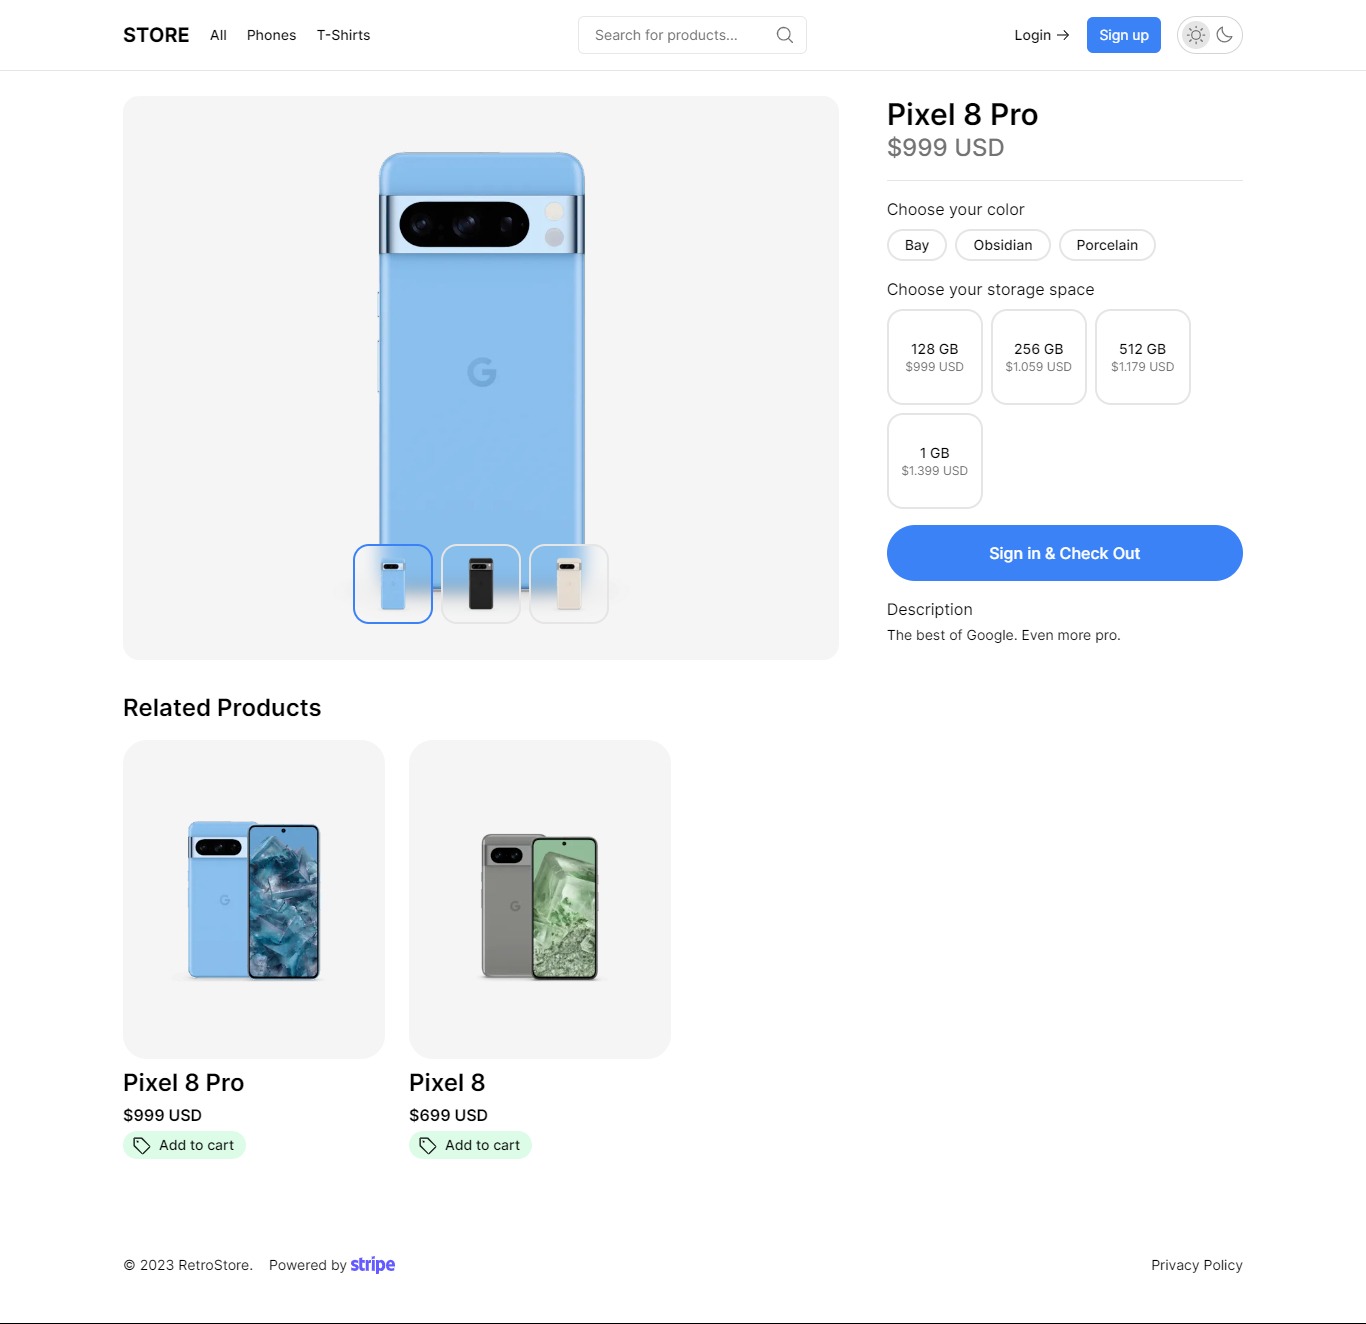 STORE All Phones T-Shirts Search for products... Login → Sign up
Pixel 8 Pro
$999 USD
Choose your color
Bay Obsidian Porcelain
Choose your storage space
128 GB 256 GB 512 GB
$999 USD $1.059 USD $1.179 USD
1 GB
$1.399 USD
Sign in & Check Out
Description
The best of Google. Even more pro.
Related Products
Pixel 8 Pro Pixel 8
$999 USD $699 USD
Add to cart Add to cart
© 2023 RetroStore. Powered by stripe Privacy Policy